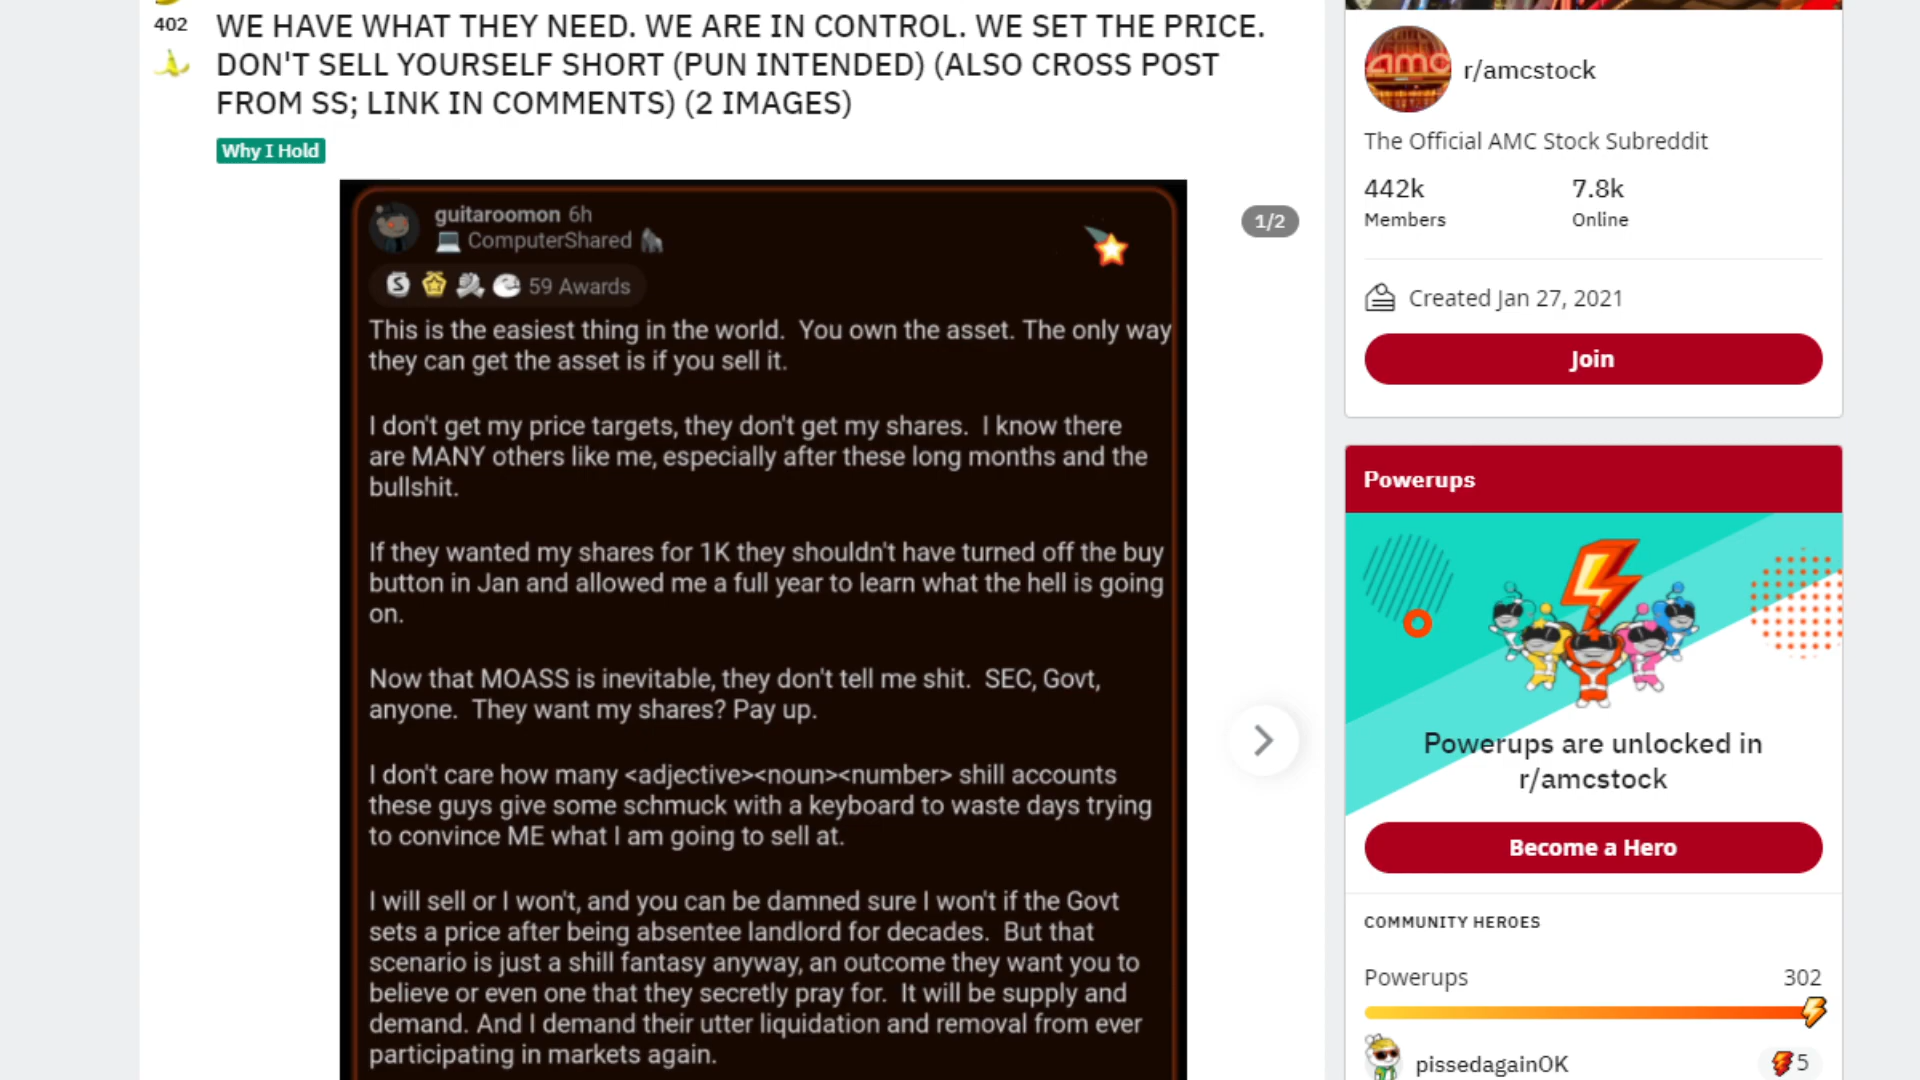 402
WE HAVE WHAT THEY NEED. WE ARE IN CONTROL. WE SET THE PRICE.
DON'T SELL YOURSELF SHORT (PUN INTENDED) (ALSO CROSS POST
FROM SS; LINK IN COMMENTS) (2 IMAGES)
Why I Hold
guitaroomon 6h
ComputerShared
S 59 Awards
1/2
This is the easiest thing in the world. You own the asset. The only way
they can get the asset is if you sell it.
I don't get my price targets, they don't get my shares. I know there
are MANY others like me, especially after these long months and the
bullshit.
If they wanted my shares for 1K they shouldn't have turned off the buy
button in Jan and allowed me a full year to learn what the hell is going
on.
Now that MOASS is inevitable, they don't tell me shit. SEC, Govt,
anyone. They want my shares? Pay up.
I don't care how many <adjective><noun><number> shill accounts
these guys give some schmuck with a keyboard to waste days trying
to convince ME what I am going to sell at.
I will sell or I won't, and you can be damned sure I won't if the Govt
sets a price after being absentee landlord for decades. But that
scenario is just a shill fantasy anyway, an outcome they want you to
believe or even one that they secretly pray for. It will be supply and
demand. And I demand their utter liquidation and removal from ever
participating in markets again.
amc
r/amcstock
The Official AMC Stock Subreddit
442k
7.8k
Members
Online
Created Jan 27, 2021
Join
Powerups
Powerups are unlocked in
r/amcstock
Become a Hero
COMMUNITY HEROES
Powerups
302
pissedagainOK
5